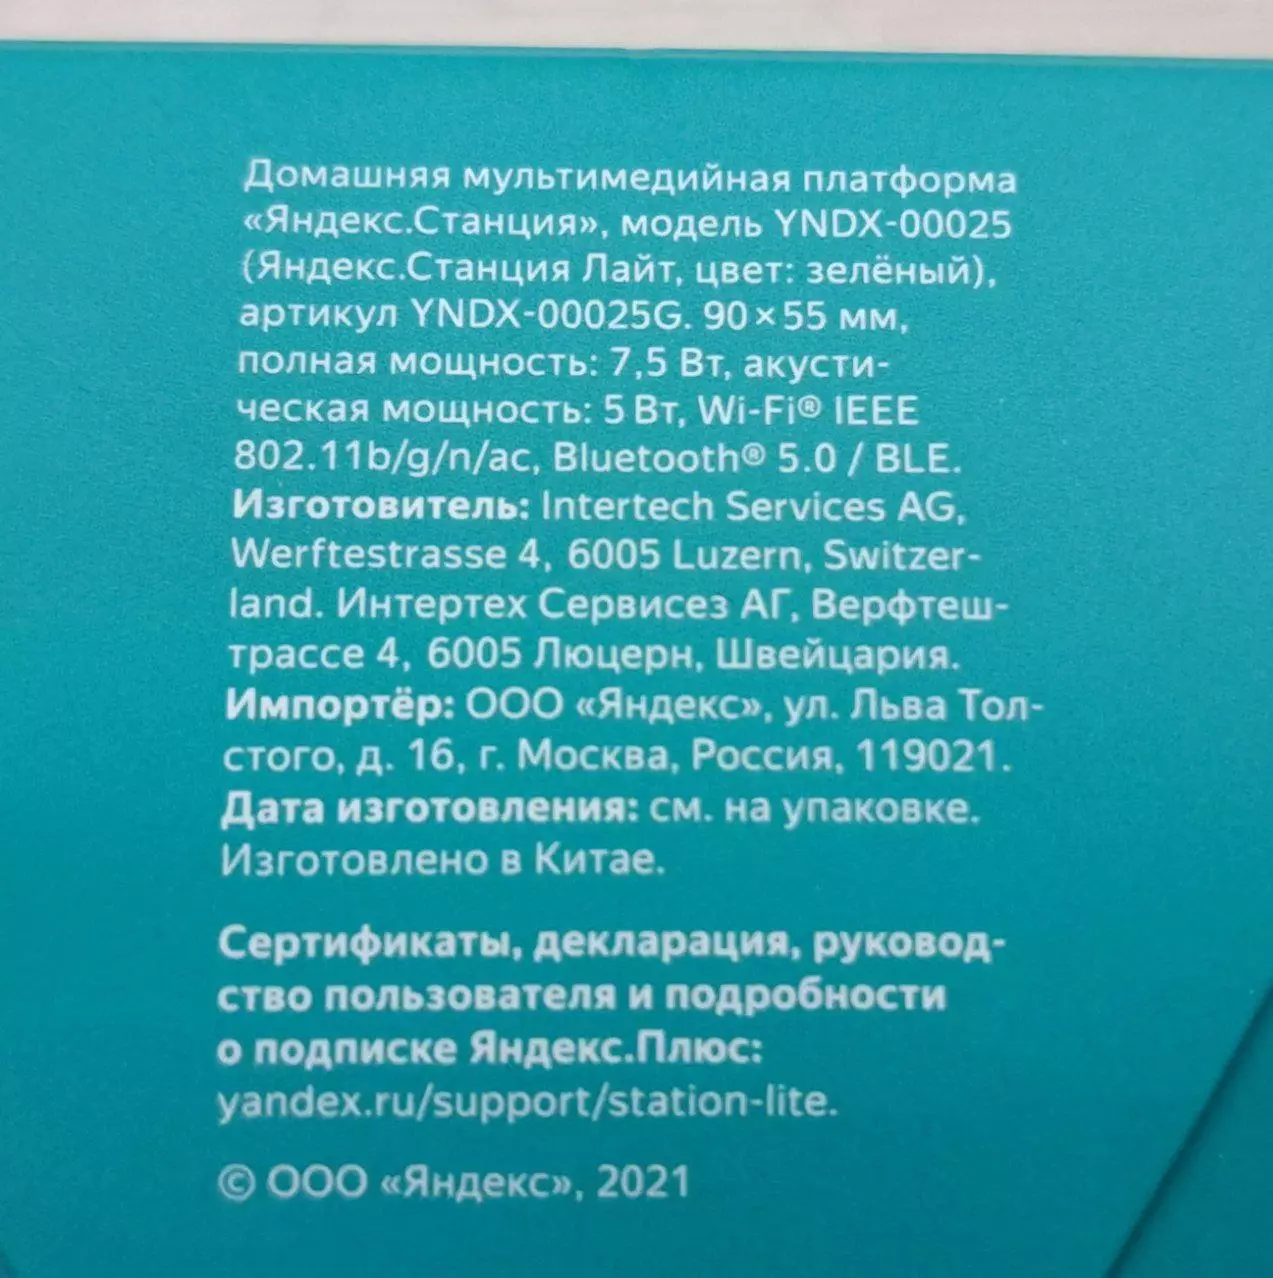 Домашняя мультимедийная платформа
«Яндекс.Станция», модель YNDX-00025
(Яндекс.Станция Лайт, цвет: зелёный),
артикул YNDX-00025G. 90×55 мм,
полная мощность: 7,5 Вт, акусти-
ческая мощность: 5 Вт, Wi-Fi® IEEE
802.11b/g/n/ac, Bluetooth® 5.0 / BLE.
Изготовитель: Intertech Services AG,
Werftestrasse 4, 6005 Luzern, Switzer-
land. Интертех Сервисез АГ, Верфтеш-
трассе 4, 6005 Люцерн, Швейцария.
Импортёр: ООО «Яндекс», ул. Льва Тол-
стого, д. 16, г. Москва, Россия, 119021.
Дата изготовления: см. на упаковке.
Изготовлено в Китае.
Сертификаты, декларация, руковод-
ство пользователя и подробности
о подписке Яндекс.Плюс:
yandex.ru/support/station-lite.
© ООО «Яндекс», 2021